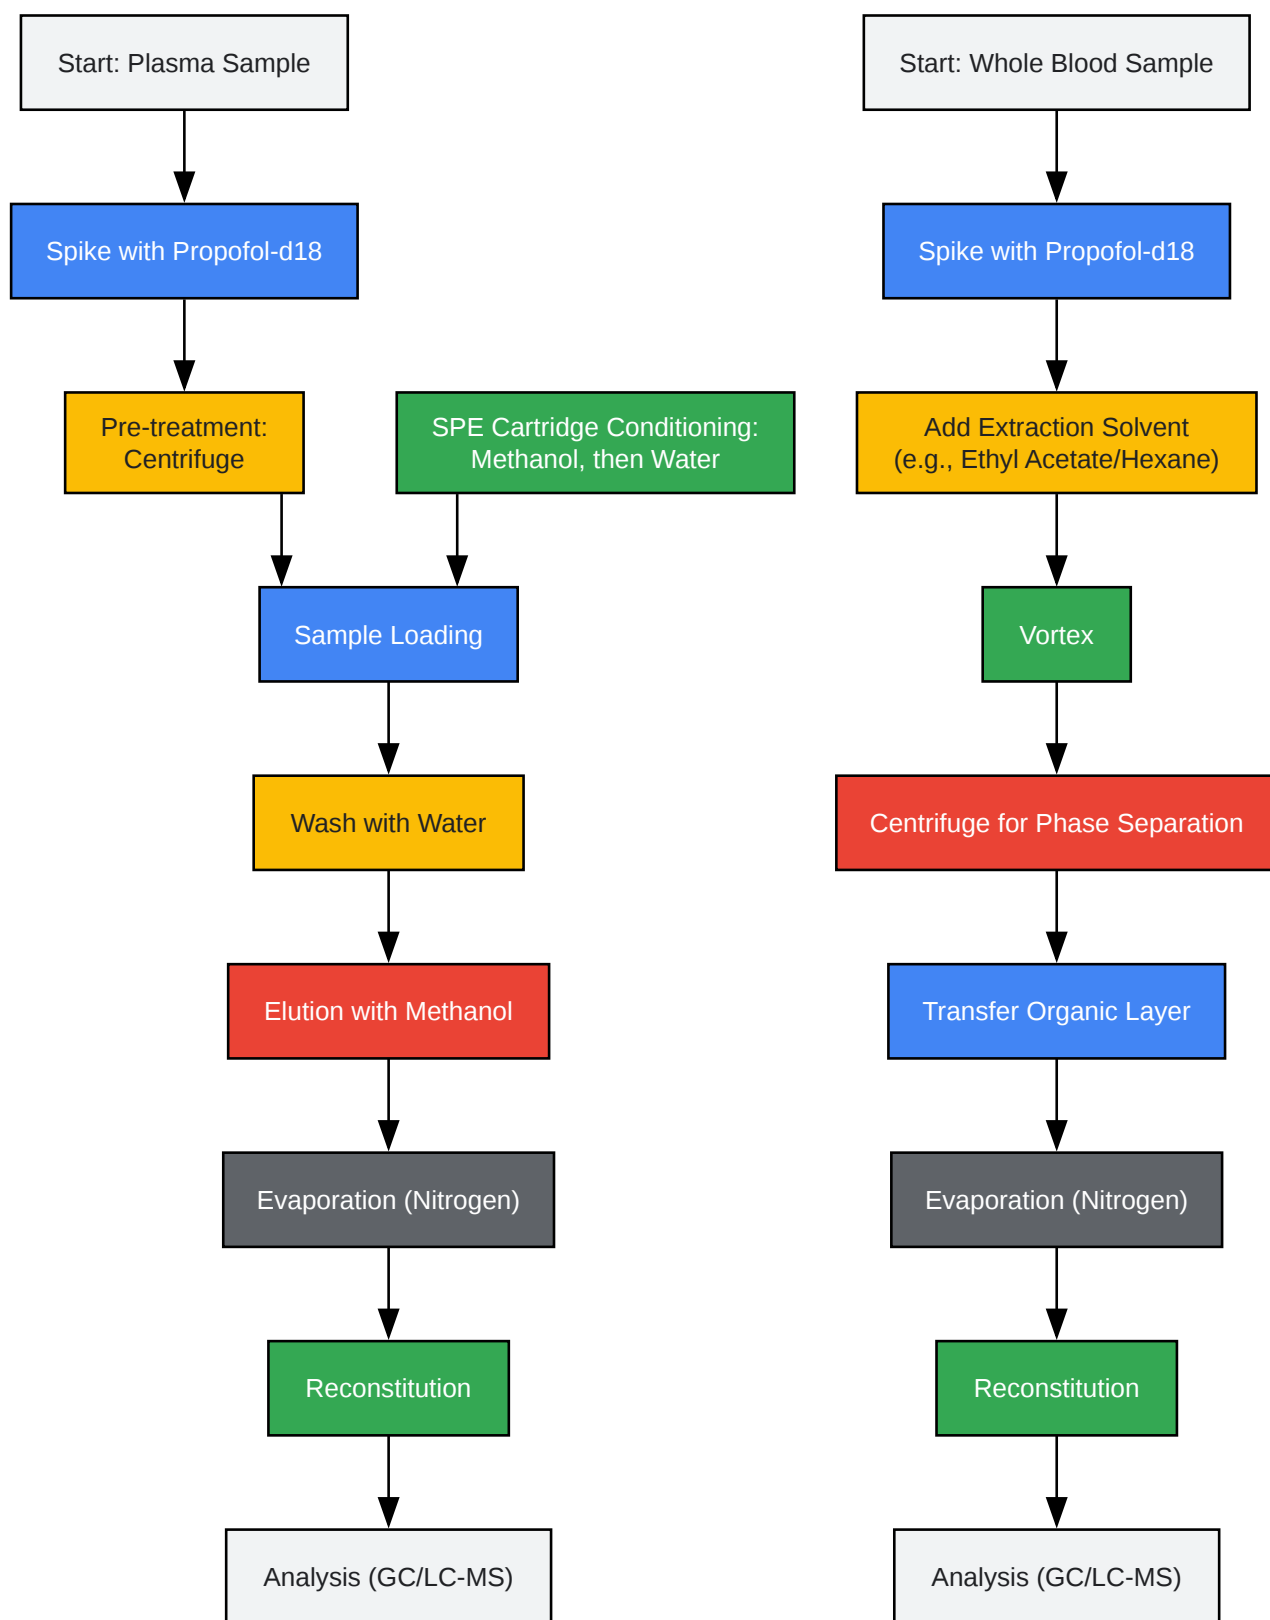 Start: Plasma Sample
Spike with Propofol-d18
Pre-treatment:
Centrifuge
SPE Cartridge Conditioning:
Methanol, then Water
Sample Loading
Wash with Water
Elution with Methanol
Evaporation (Nitrogen)
Reconstitution
Analysis (GC/LC-MS)
Start: Whole Blood Sample
Spike with Propofol-d18
Add Extraction Solvent
(e.g., Ethyl Acetate/Hexane)
Vortex
Centrifuge for Phase Separation
Transfer Organic Layer
Evaporation (Nitrogen)
Reconstitution
Analysis (GC/LC-MS)